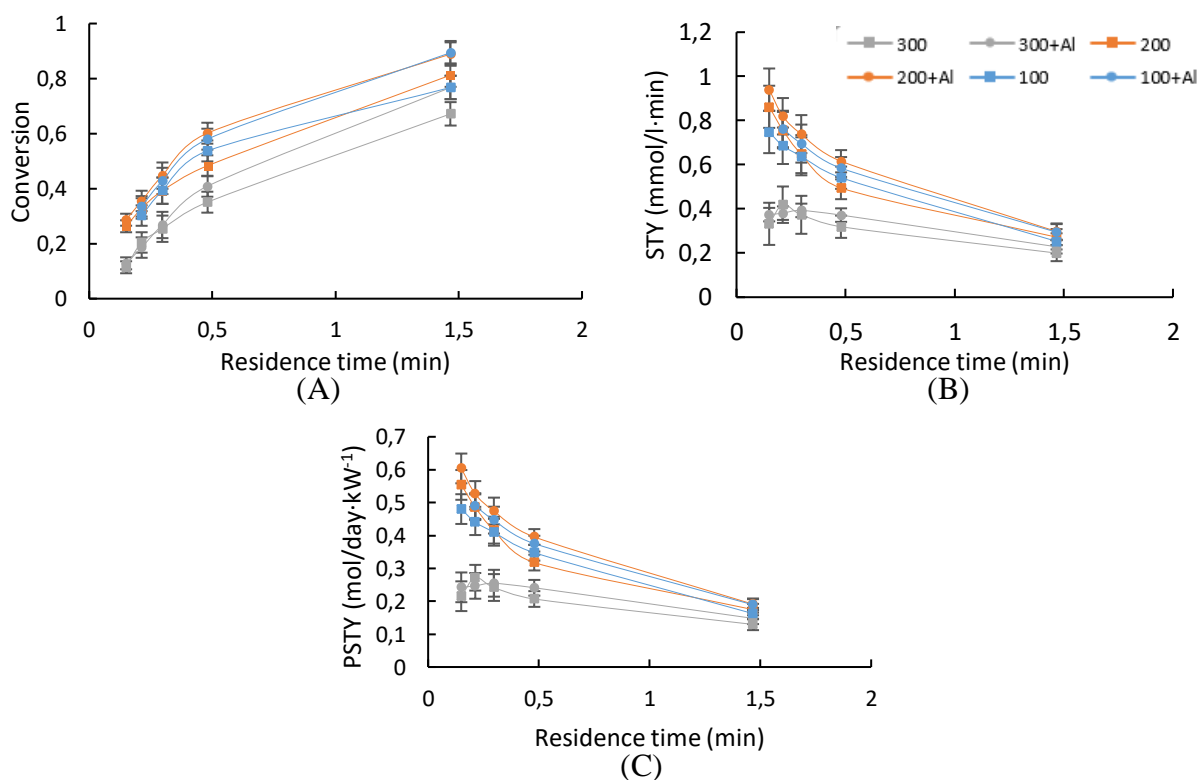 1
0,8
0,6
0,4
0,2
0
Conversion
0 0,5 1 1,5 2
Residence time (min)
(A)
1,2
1
0,8
0,6
0,4
0,2
0
STY (mmol/l·min)
300 300+Al 200
200+Al 100 100+Al
0 0,5 1 1,5 2
Residence time (min)
(B)
0,7
0,6
0,5
0,4
0,3
0,2
0,1
0
PSTY (mol/day·kW⁻¹)
0 0,5 1 1,5 2
Residence time (min)
(C)